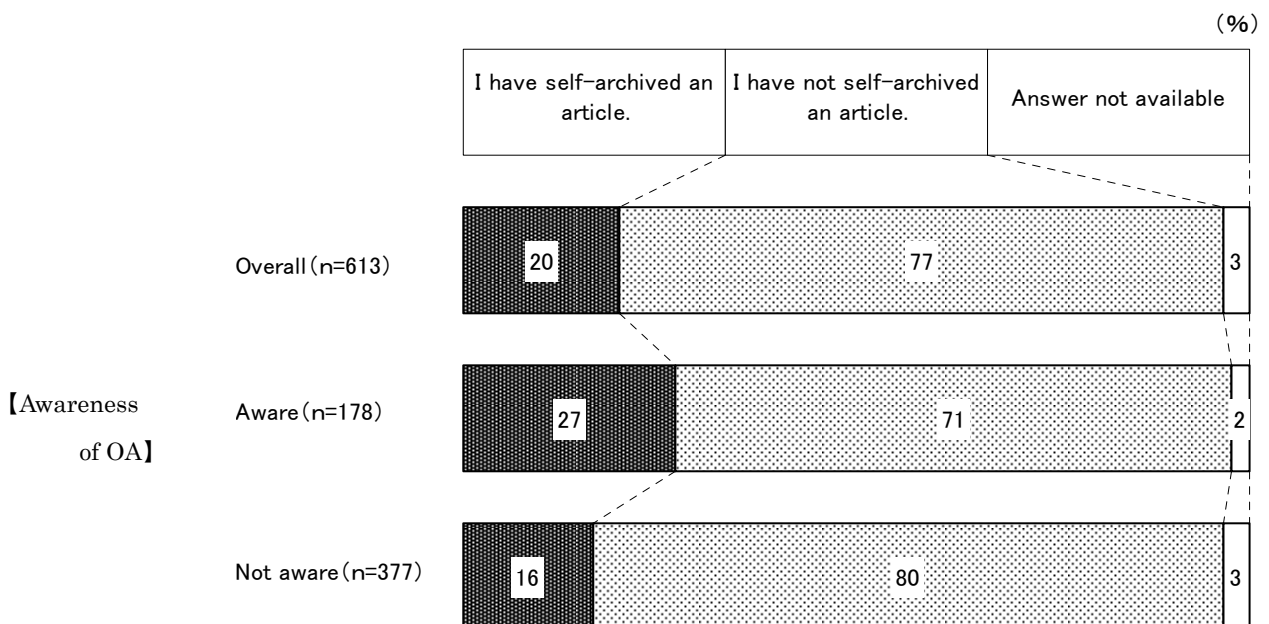 (%)
I have self-archived an
article.
I have not self-archived
an article.
Answer not available
Overall(n=613)
20
77
3
【Awareness
of OA】
Aware(n=178)
27
71
2
Not aware(n=377)
16
80
3